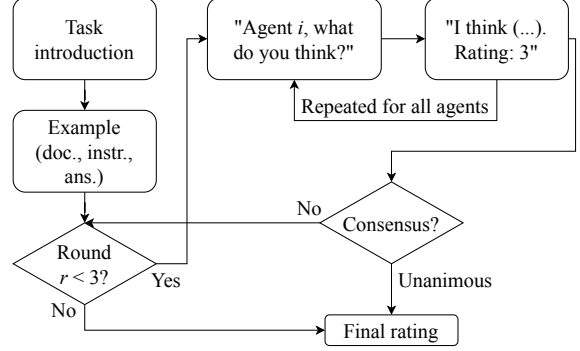 Task
introduction
"Agent i, what
do you think?"
"I think (...).
Rating: 3"
Repeated for all agents
Example
(doc., instr.,
ans.)
No
Consensus?
Round
r < 3?
Yes
Unanimous
No
Final rating